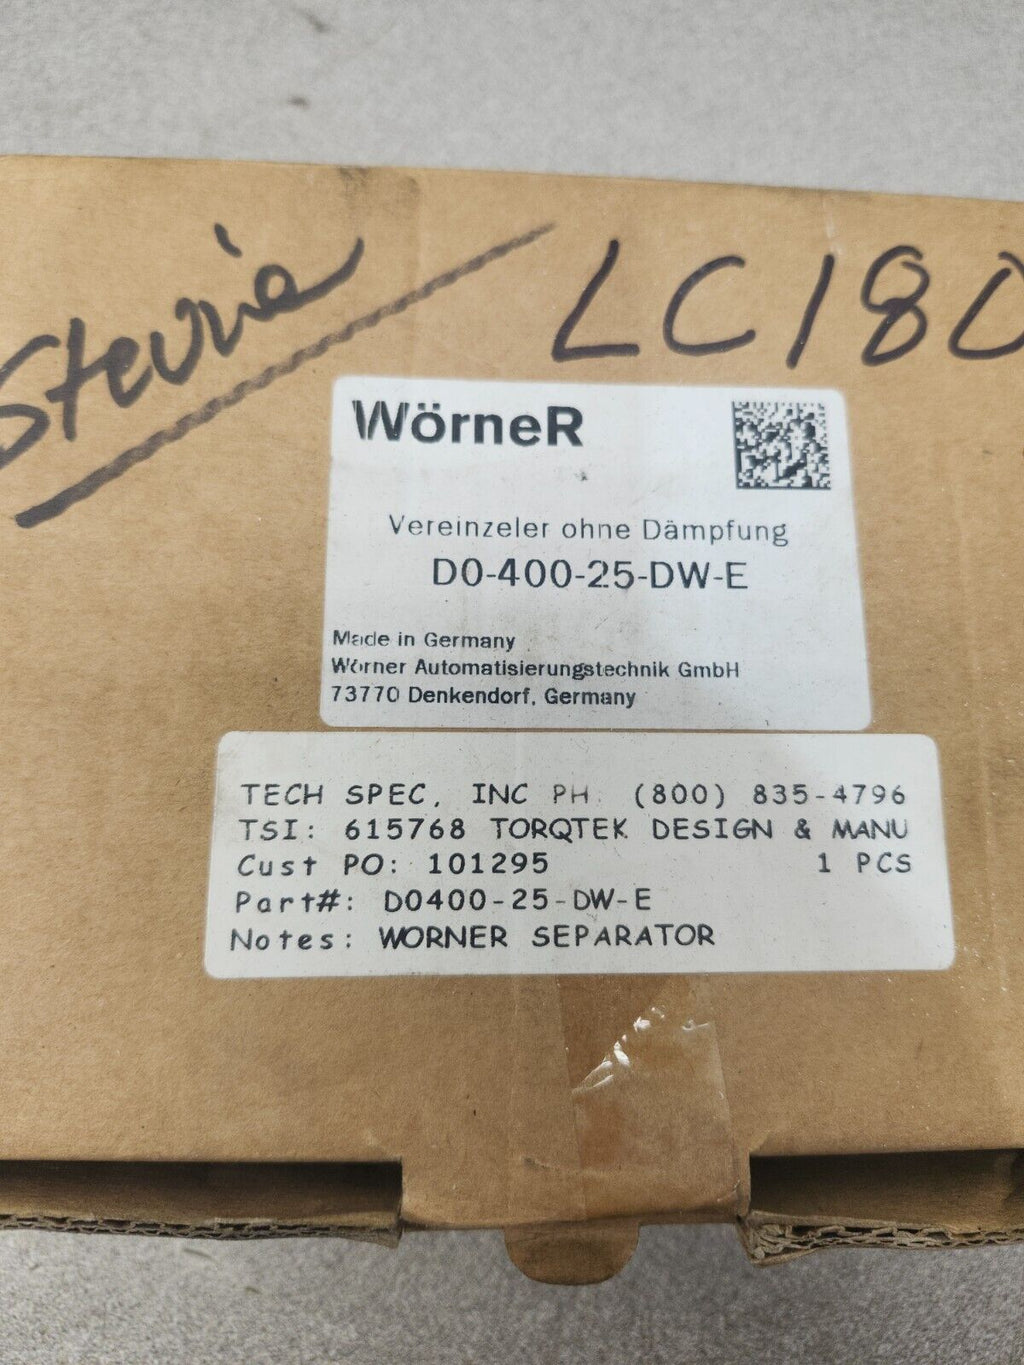 Stevia
LC180
WörneR
Vereinzeler ohne Dämpfung
D0-400-25-DW-E
Made in Germany
Wörner Automatisierungstechnik GmbH
73770 Denkendorf, Germany
TECH SPEC, INC PH. (800) 835-4796
TSI: 615768 TORQTEK DESIGN & MANU
Cust PO: 101295 1 PCS
Part#: D0400-25-DW-E
Notes: WORNER SEPARATOR